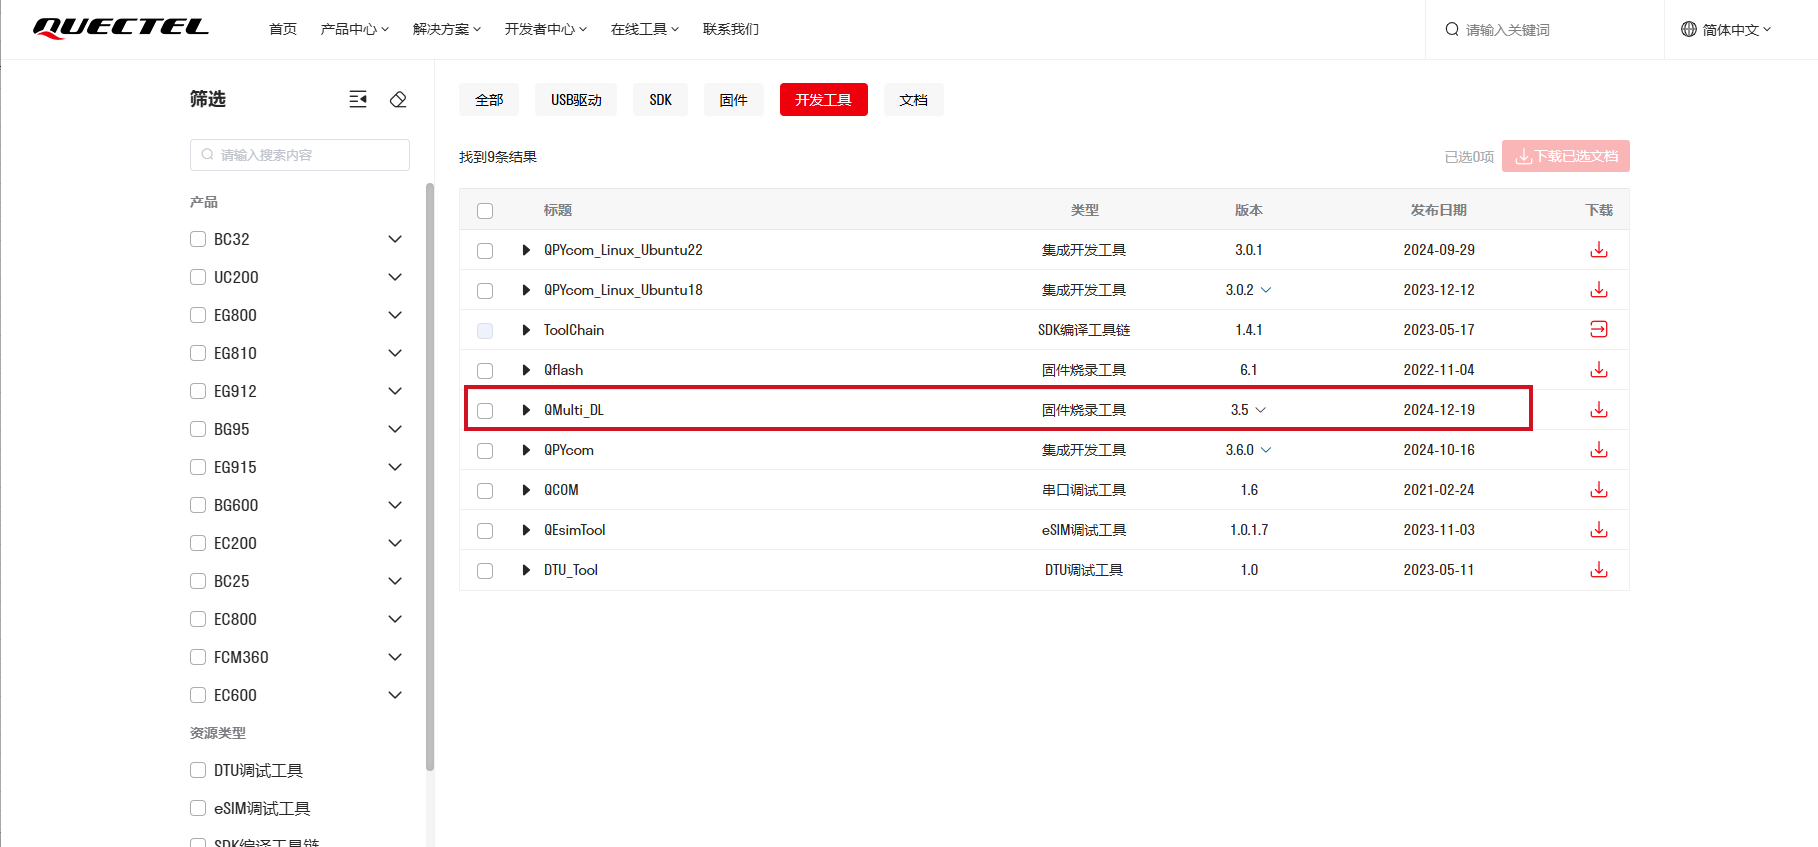 QUECTEL 首页 产品中心 解决方案 开发者中心 在线工具 联系我们 请输入关键词 简体中文
筛选
请输入搜索内容
产品
BC32
UC200
EG800
EG810
EG912
BG95
EG915
BG600
EC200
BC25
EC800
FCM360
EC600
资源类型
DTU调试工具
eSIM调试工具
SDK编译工具链
全部 USB驱动 SDK 固件 开发工具 文档
找到9条结果 已选0项 下载已选文档
标题 类型 版本 发布日期 下载
QPYcom_Linux_Ubuntu22 集成开发工具 3.0.1 2024-09-29
QPYcom_Linux_Ubuntu18 集成开发工具 3.0.2 2023-12-12
ToolChain SDK编译工具链 1.4.1 2023-05-17
Qflash 固件烧录工具 6.1 2022-11-04
QMulti_DL 固件烧录工具 3.5 2024-12-19
QPYcom 集成开发工具 3.6.0 2024-10-16
QCOM 串口调试工具 1.6 2021-02-24
QEsimTool eSIM调试工具 1.0.1.7 2023-11-03
DTU_Tool DTU调试工具 1.0 2023-05-11